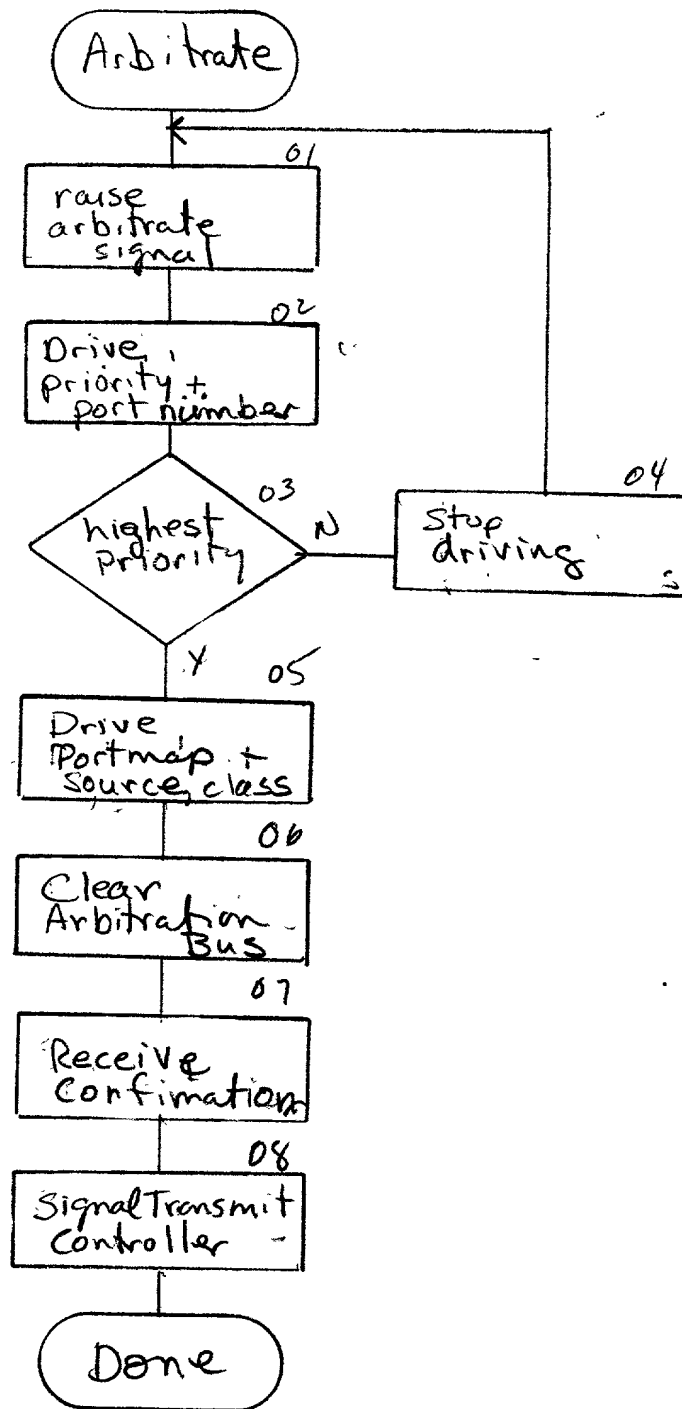 Arbitrate
01
raise
arbitrate
signal
02
Drive
priority +
port number
03
highest
priority
N
04
Stop
driving
Y
05
Drive
Portmap +
source, class
06
Clear
Arbitration
Bus
07
Receive
Confimation
08
Signal Transmit
Controller
Done